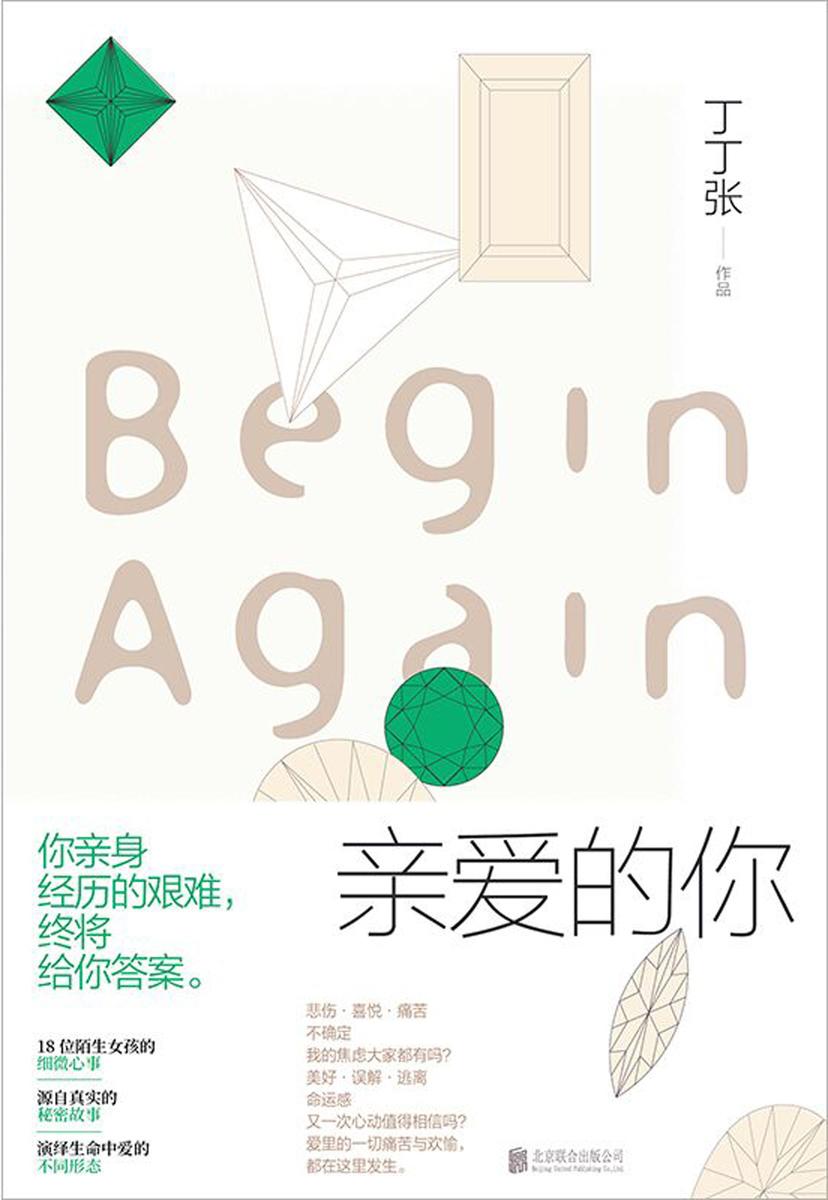 丁丁张
作品
Begin
Again
亲爱的你
你亲身
经历的艰难，
终将
给你答案。
18 位陌生女孩的
细微心事
源自真实的
秘密故事
演绎生命中爱的
不同形态
悲伤·喜悦·痛苦
不确定
我的焦虑大家都有吗？
美好·误解·逃离
命运感
又一次心动值得相信吗？
爱里的一切痛苦与欢愉，
都在这里发生。
北京联合出版公司
Beijing United Publishing Co.,Ltd.